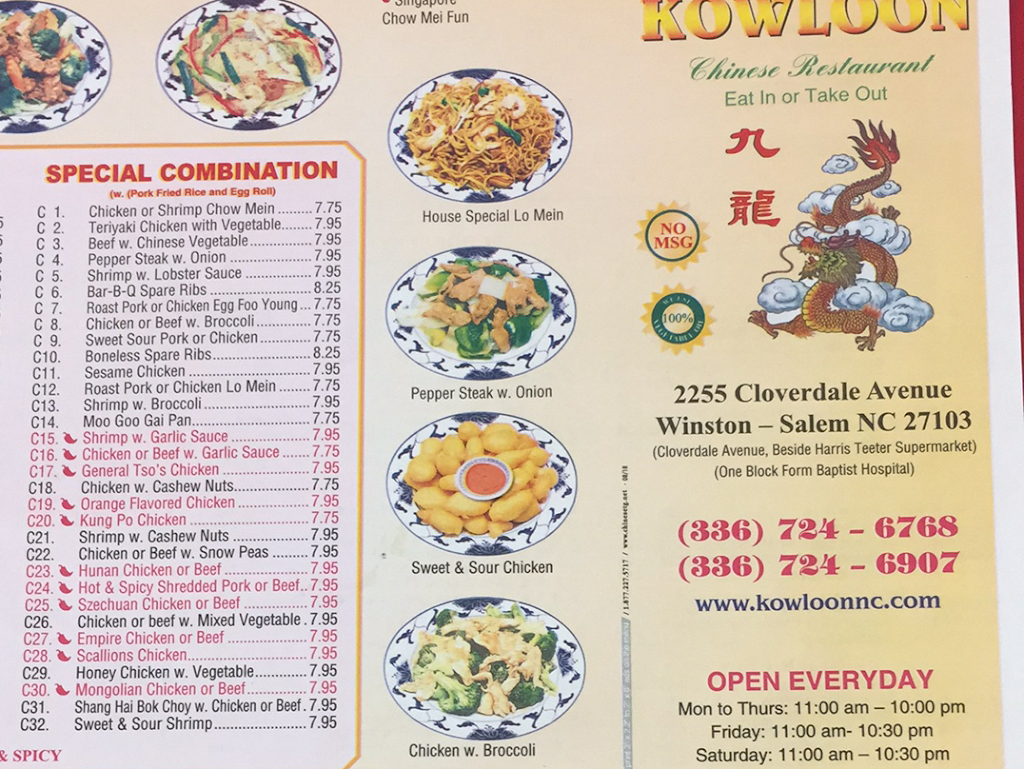 Singapore
Chow Mei Fun
House Special Lo Mein
Pepper Steak w. Onion
Sweet & Sour Chicken
Chicken w. Broccoli
SPECIAL COMBINATION
(w. (Pork Fried Rice and Egg Roll)
C 1. Chicken or Shrimp Chow Mein ......... 7.75
C 2. Teriyaki Chicken with Vegetable....... 7.95
C 3. Beef w. Chinese Vegetable............... 7.95
C 4. Pepper Steak w. Onion .................... 7.95
C 5. Shrimp w. Lobster Sauce ................ 7.95
C 6. Bar-B-Q Spare Ribs ......................... 8.25
C 7. Roast Pork or Chicken Egg Foo Young ... 7.75
C 8. Chicken or Beef w. Broccoli.............. 7.75
C 9. Sweet Sour Pork or Chicken............. 7.75
C10. Boneless Spare Ribs........................ 8.25
C11. Sesame Chicken ............................. 7.95
C12. Roast Pork or Chicken Lo Mein ....... 7.75
C13. Shrimp w. Broccoli........................... 7.95
C14. Moo Goo Gai Pan............................. 7.75
C15. Shrimp w. Garlic Sauce .................... 7.95
C16. Chicken or Beef w. Garlic Sauce ...... 7.75
C17. General Tso's Chicken ...................... 7.95
C18. Chicken w. Cashew Nuts.................. 7.75
C19. Orange Flavored Chicken ................. 7.95
C20. Kung Po Chicken .............................. 7.75
C21. Shrimp w. Cashew Nuts ................... 7.95
C22. Chicken or Beef w. Snow Peas ........ 7.95
C23. Hunan Chicken or Beef ..................... 7.95
C24. Hot & Spicy Shredded Pork or Beef.. 7.95
C25. Szechuan Chicken or Beef ................ 7.95
C26. Chicken or beef w. Mixed Vegetable . 7.95
C27. Empire Chicken or Beef .................... 7.95
C28. Scallions Chicken.............................. 7.95
C29. Honey Chicken w. Vegetable............. 7.95
C30. Mongolian Chicken or Beef............... 7.95
C31. Shang Hai Bok Choy w. Chicken or Beef . 7.95
C32. Sweet & Sour Shrimp....................... 7.95
& SPICY
/ 1.877.227.5717 / www.chinesetg.net - 08/18
KOWLOON
Chinese Restaurant
Eat In or Take Out
九
龍
NO
MSG
100%
2255 Cloverdale Avenue
Winston – Salem NC 27103
(Cloverdale Avenue, Beside Harris Teeter Supermarket)
(One Block Form Baptist Hospital)
(336) 724 – 6768
(336) 724 – 6907
www.kowloonnc.com
OPEN EVERYDAY
Mon to Thurs: 11:00 am – 10:00 pm
Friday: 11:00 am- 10:30 pm
Saturday: 11:00 am– 10:30 pm